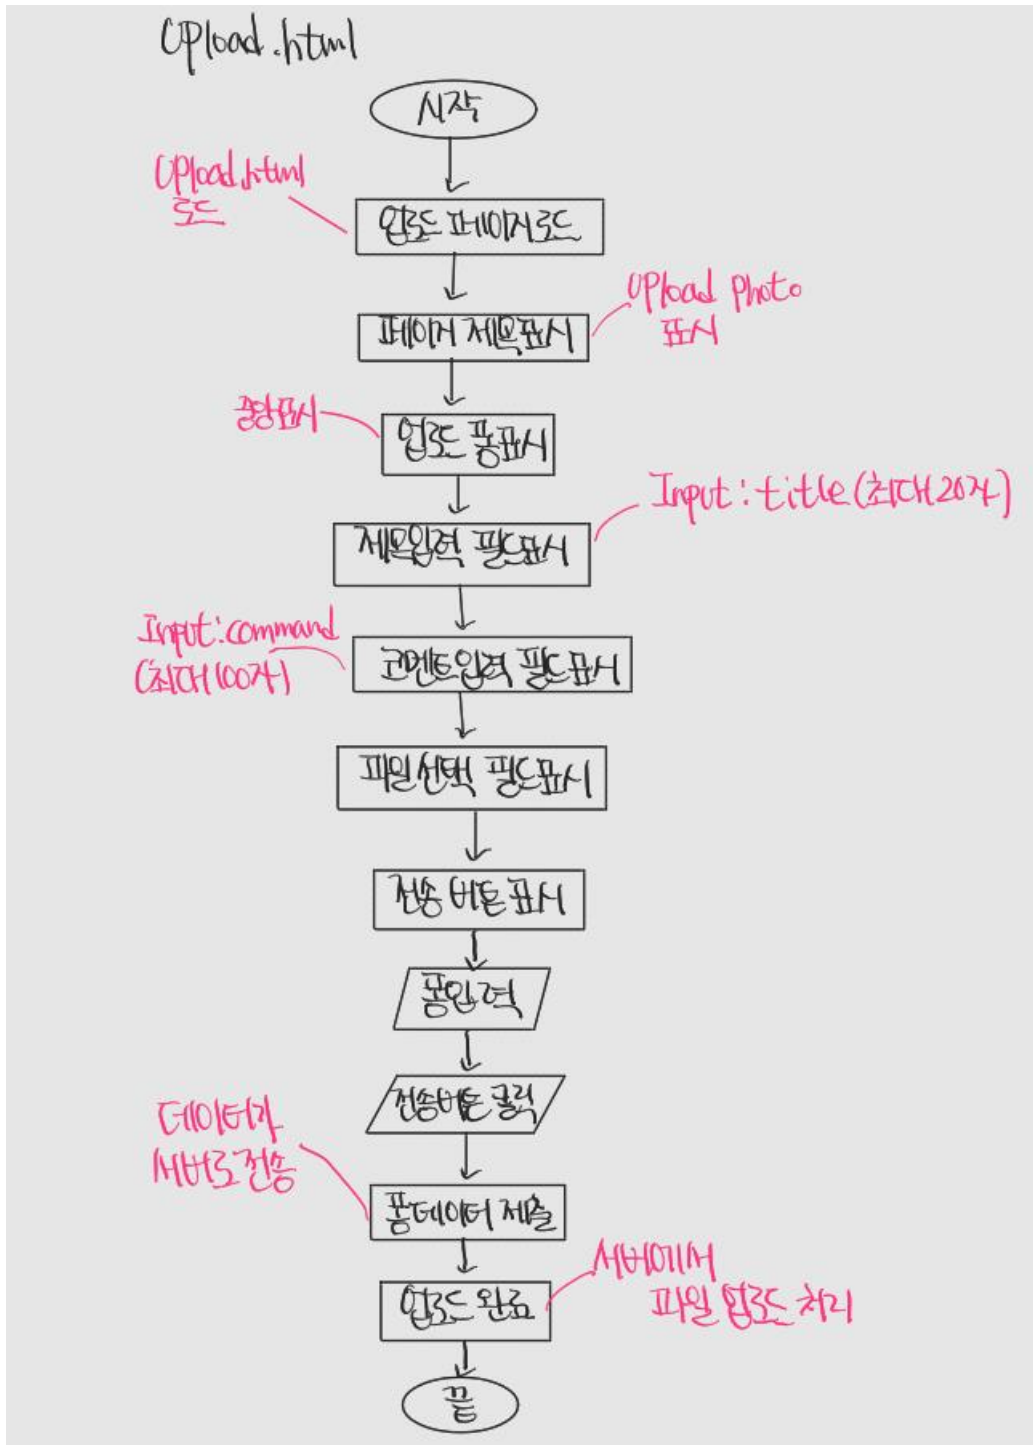 Upload.html
시작
Upload.html
로드
업로드 페이지 로드
페이지 제목표시
Upload Photo
표시
중앙표시
업로드 폼표시
Input : title (최대 20자)
제목입력 필드표시
Input : command
(최대 100자)
코멘트입력 필드표시
파일선택 필드표시
전송 버튼 표시
폼입력
전송버튼 클릭
데이터가
서버로 전송
폼데이터 제출
서버에서
파일 업로드 처리
업로드 완료
끝